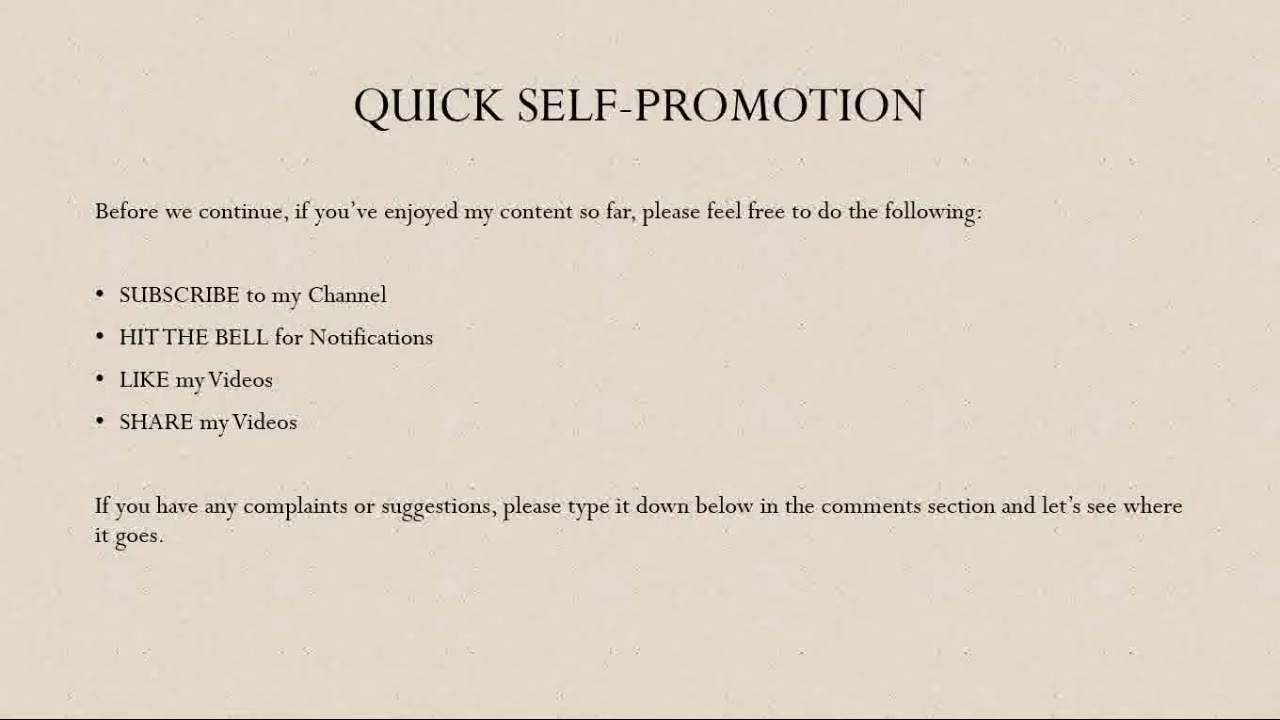 QUICK SELF-PROMOTION
Before we continue, if you’ve enjoyed my content so far, please feel free to do the following:
• SUBSCRIBE to my Channel
• HIT THE BELL for Notifications
• LIKE my Videos
• SHARE my Videos
If you have any complaints or suggestions, please type it down below in the comments section and let’s see where
it goes.